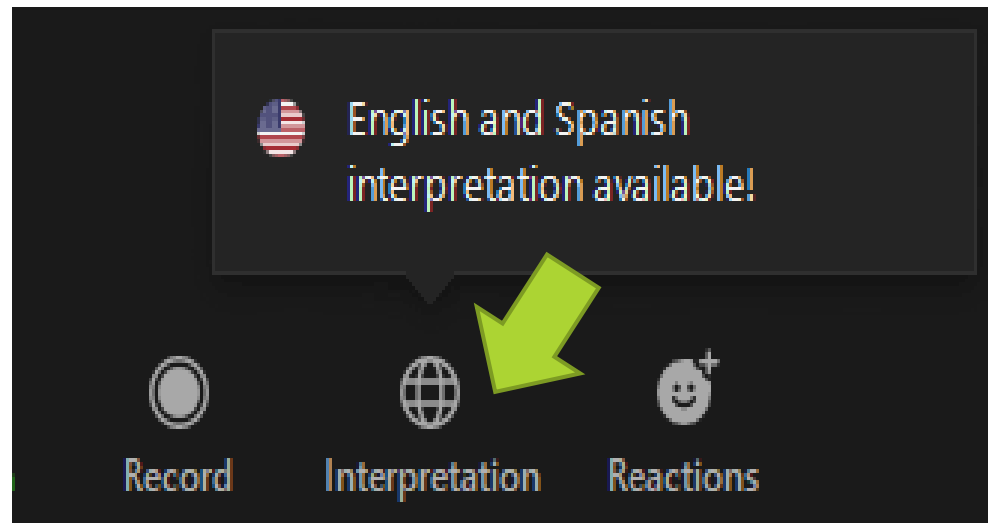 English and Spanish
interpretation available!
Record
Interpretation
Reactions